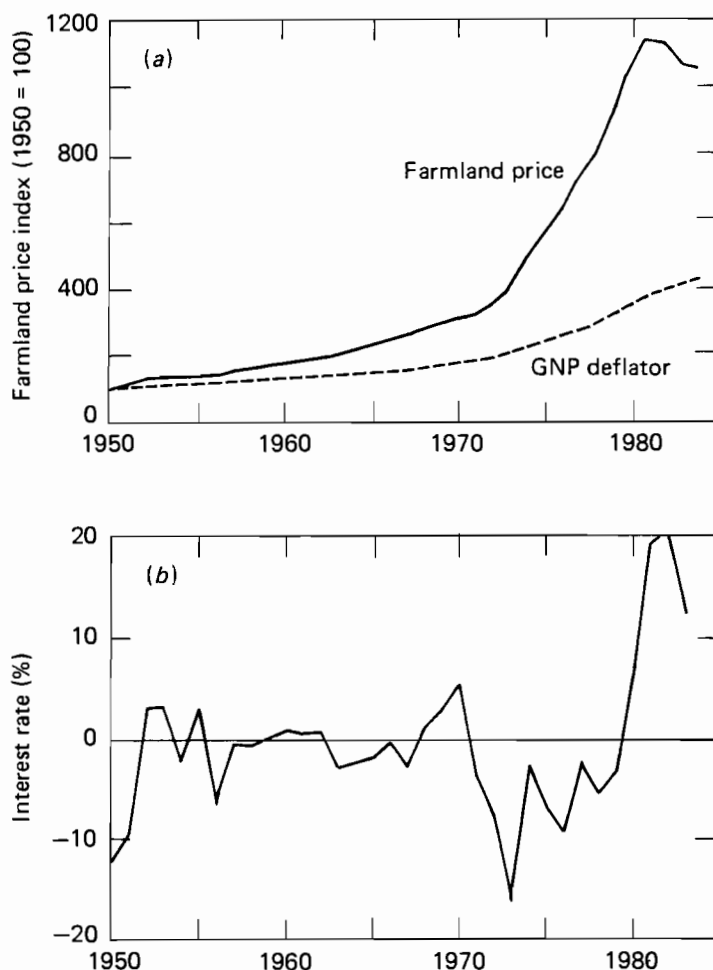 Farmland price index (1950 = 100)
1200
800
400
0
(a)
Farmland price
GNP deflator
1950
1960
1970
1980
Interest rate (%)
20
10
0
−10
−20
(b)
1950
1960
1970
1980